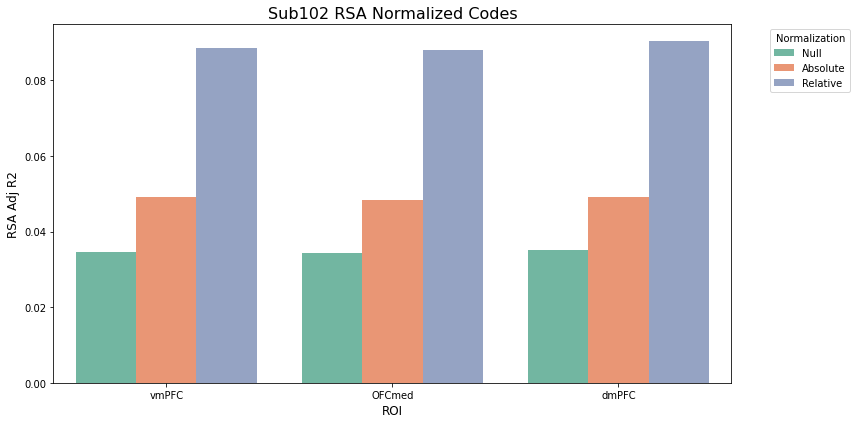 Sub102 RSA Normalized Codes
Normalization
Null
Absolute
Relative
RSA Adj R2
0.08
0.06
0.04
0.02
0.00
vmPFC OFCmed dmPFC
ROI